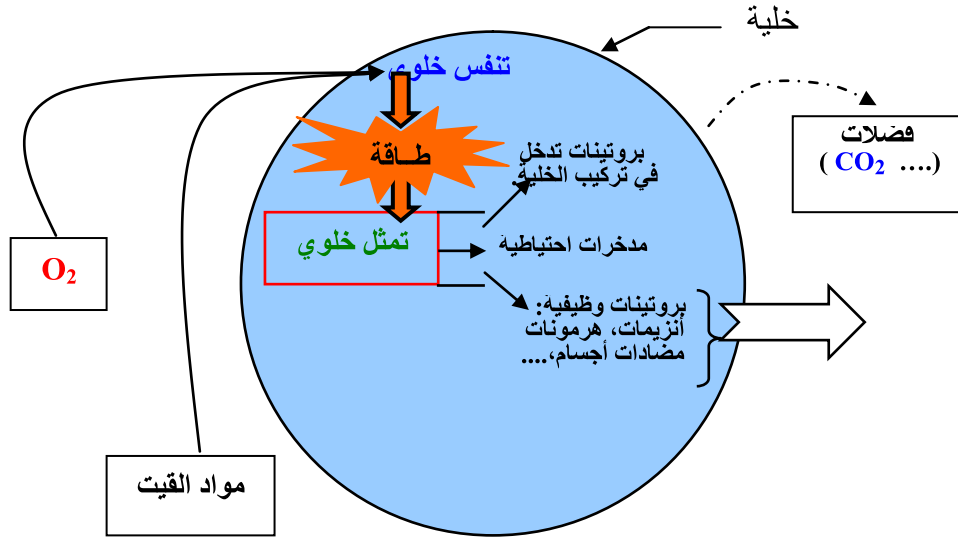 خلية
تنفس خلوي
فضلات
( CO2 ....)
طـاقة
بروتينات تدخل
في تركيب الخلية.
تمثل خلوي
مدخرات احتياطية
O2
بروتينات وظيفية:
أنزيمات، هرمونات
مضادات أجسام،....
مواد القيت